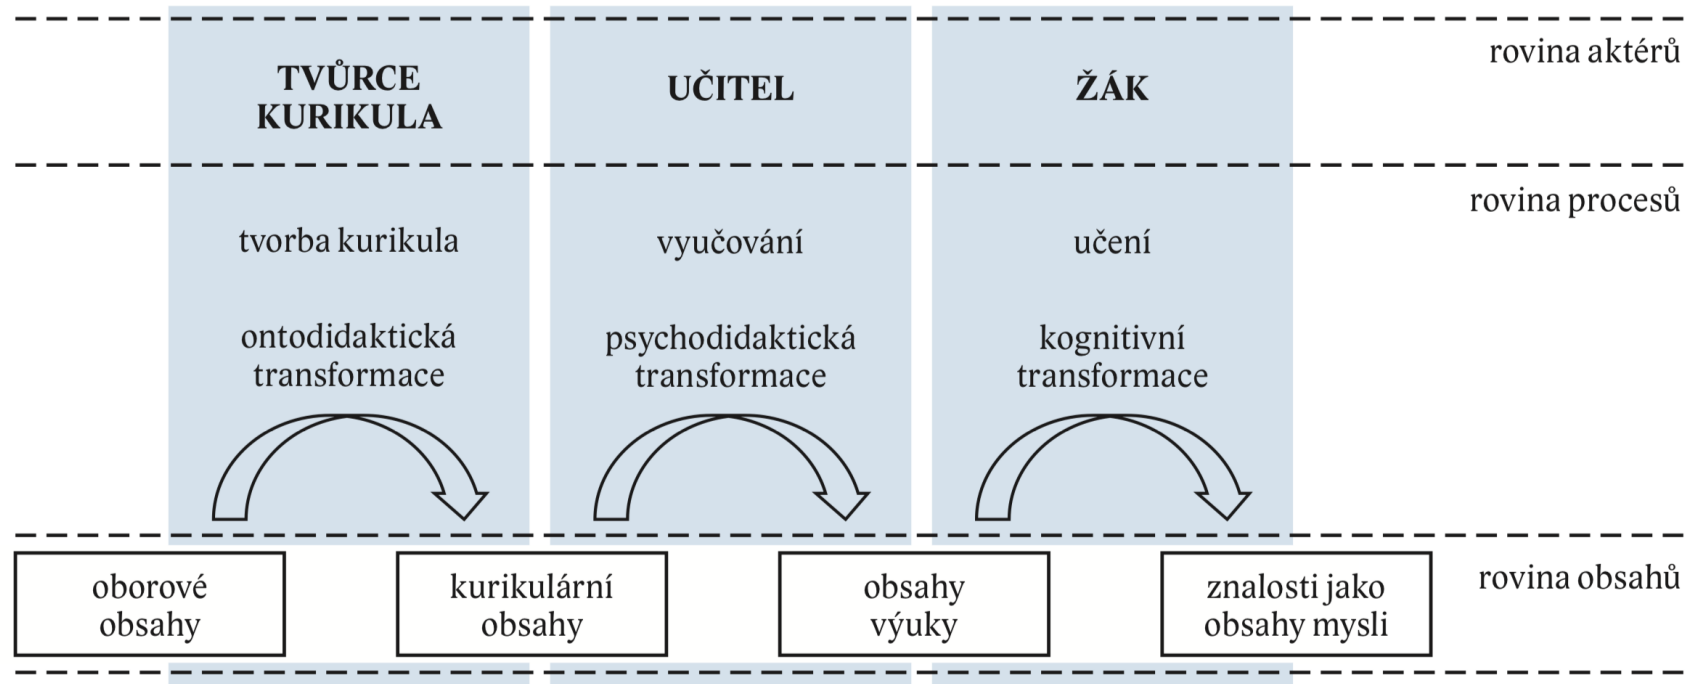 rovina aktérů
TVŮRCE
KURIKULA
UČITEL
ŽÁK
rovina procesů
tvorba kurikula
vyučování
učení
ontodidaktická
transformace
psychodidaktická
transformace
kognitivní
transformace
oborové
obsahy
kurikulární
obsahy
obsahy
výuky
znalosti jako
obsahy mysli
rovina obsahů